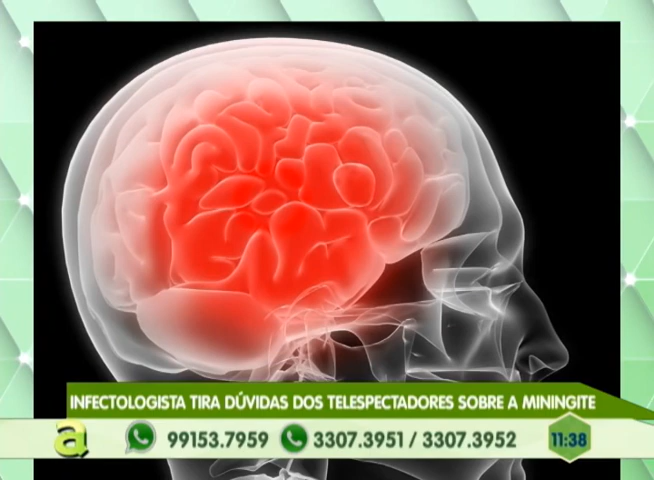 INFECTOLOGISTA TIRA DÚVIDAS DOS TELESPECTADORES SOBRE A MININGITE
a 99153.7959 3307.3951 / 3307.3952 11:38